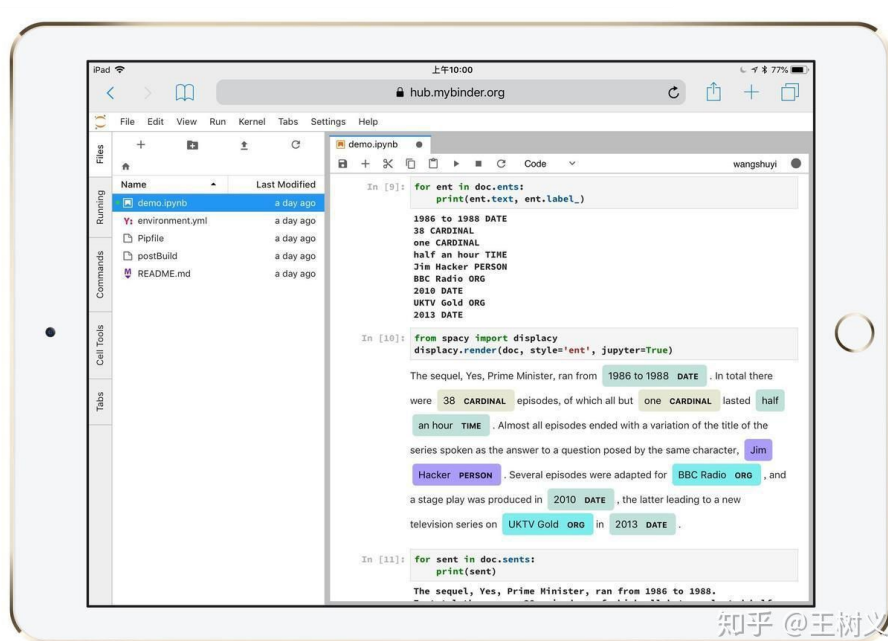 iPad
上午10:00
77%
hub.mybinder.org
File Edit View Run Kernel Tabs Settings Help
Files
Running
Commands
Cell Tools
Tabs
Name Last Modified
demo.ipynb a day ago
Y: environment.yml a day ago
Pipfile a day ago
postBuild a day ago
README.md a day ago
demo.ipynb
Code wangshuyi
In [9]: for ent in doc.ents:
print(ent.text, ent.label_)
1986 to 1988 DATE
38 CARDINAL
one CARDINAL
half an hour TIME
Jim Hacker PERSON
BBC Radio ORG
2010 DATE
UKTV Gold ORG
2013 DATE
In [10]: from spacy import displacy
displacy.render(doc, style='ent', jupyter=True)
The sequel, Yes, Prime Minister, ran from 1986 to 1988 DATE . In total there
were 38 CARDINAL episodes, of which all but one CARDINAL lasted half
an hour TIME . Almost all episodes ended with a variation of the title of the
series spoken as the answer to a question posed by the same character, Jim
Hacker PERSON . Several episodes were adapted for BBC Radio ORG , and
a stage play was produced in 2010 DATE , the latter leading to a new
television series on UKTV Gold ORG in 2013 DATE .
In [11]: for sent in doc.sents:
print(sent)
The sequel, Yes, Prime Minister, ran from 1986 to 1988.
知乎 @王树义